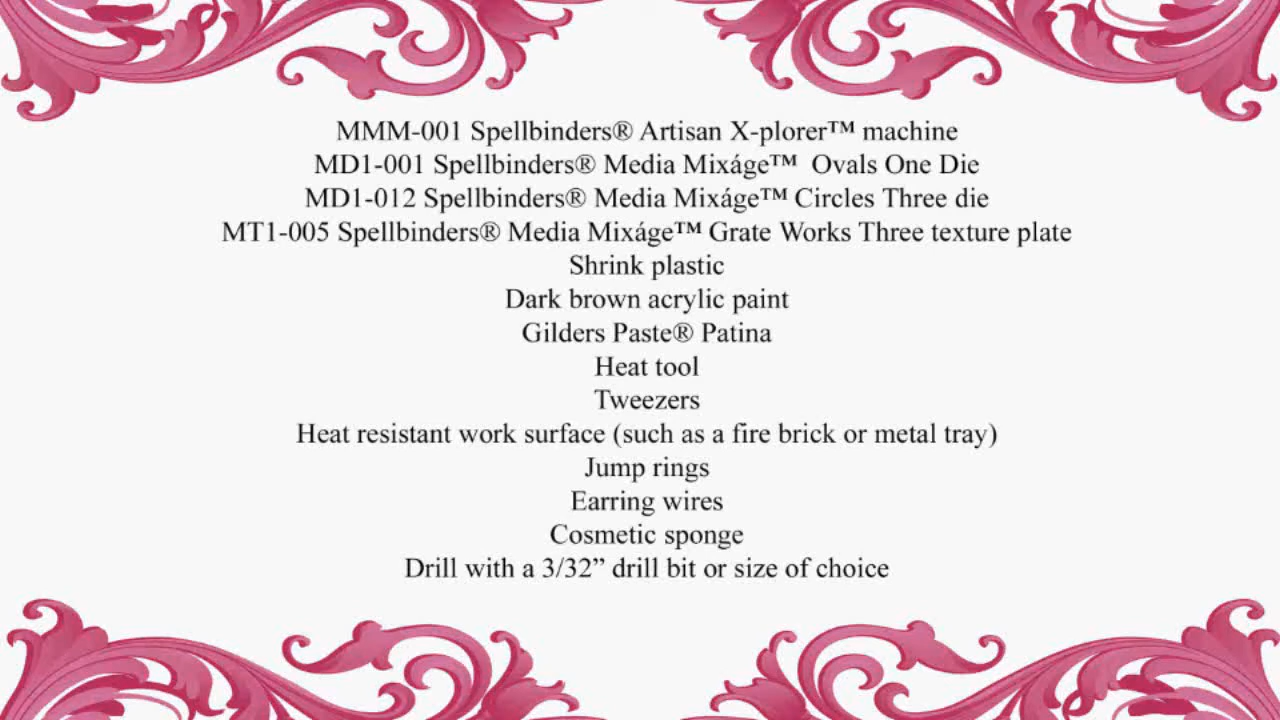 MMM-001 Spellbinders® Artisan X-plorer™ machine
MD1-001 Spellbinders® Media Mixáge™  Ovals One Die
MD1-012 Spellbinders® Media Mixáge™ Circles Three die
MT1-005 Spellbinders® Media Mixáge™ Grate Works Three texture plate
Shrink plastic
Dark brown acrylic paint
Gilders Paste® Patina
Heat tool
Tweezers
Heat resistant work surface (such as a fire brick or metal tray)
Jump rings
Earring wires
Cosmetic sponge
Drill with a 3/32” drill bit or size of choice